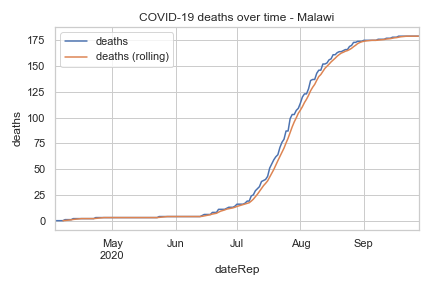 COVID-19 deaths over time - Malawi
deaths
deaths (rolling)
deaths
175
150
125
100
75
50
25
0
May
2020
Jun
Jul
Aug
Sep
dateRep